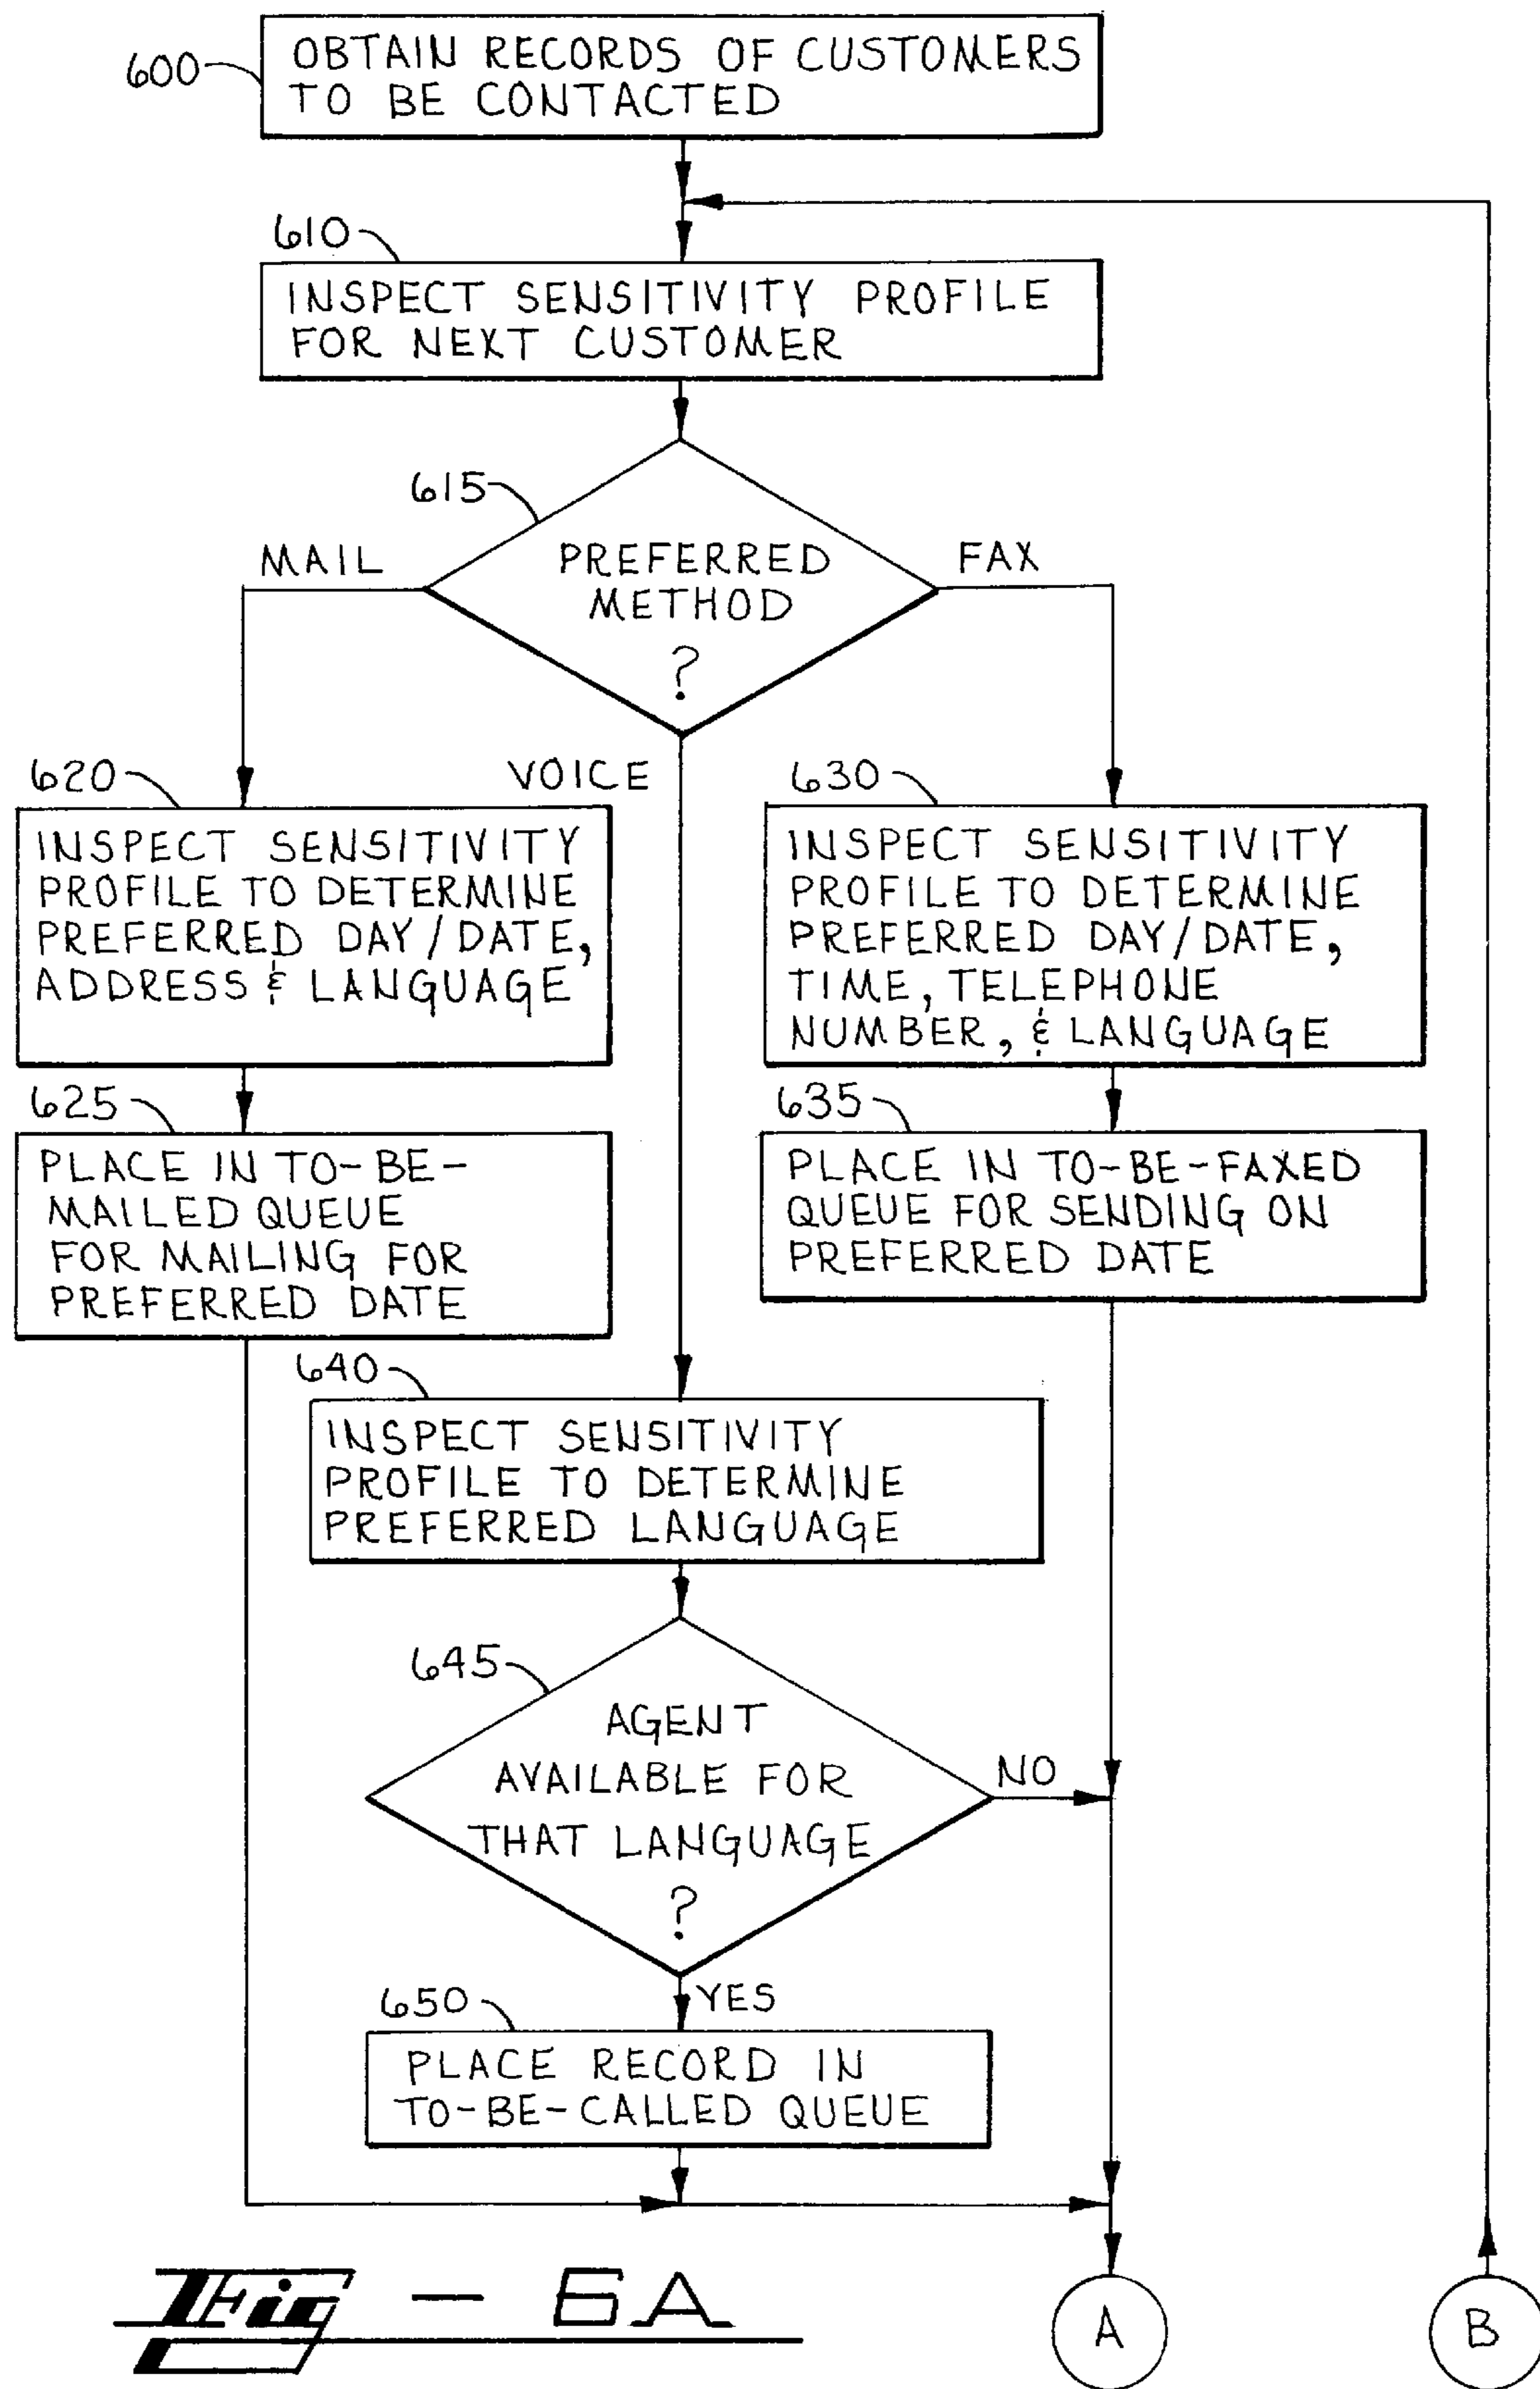 OBTAIN RECORDS OF CUSTOMERS
600
TO BE CONTACTED
610
INSPECT SENSITIVITY PROFILE
FOR NEXT CUSTOMER
615
MAIL
PREFERRED
METHOD
?
FAX
VOICE
620
INSPECT SENSITIVITY
PROFILE TO DETERMINE
PREFERRED DAY/DATE,
ADDRESS & LANGUAGE
625
PLACE IN TO-BE-
MAILED QUEUE
FOR MAILING FOR
PREFERRED DATE
630
INSPECT SENSITIVITY
PROFILE TO DETERMINE
PREFERRED DAY/DATE,
TIME, TELEPHONE
NUMBER, & LANGUAGE
635
PLACE IN TO-BE-FAXED
QUEUE FOR SENDING ON
PREFERRED DATE
640
INSPECT SENSITIVITY
PROFILE TO DETERMINE
PREFERRED LANGUAGE
645
AGENT
AVAILABLE FOR
THAT LANGUAGE
?
NO
YES
650
PLACE RECORD IN
TO-BE-CALLED QUEUE
A
B
Fig - 6A